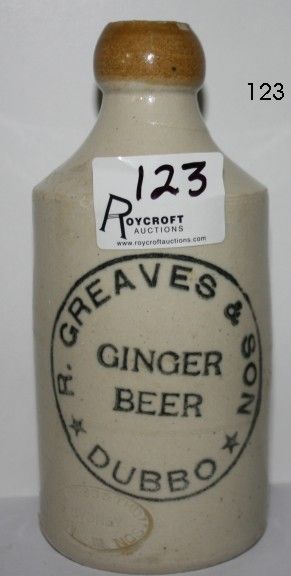 123
123
ROYCROFT
AUCTIONS
www.roycroftauctions.com
R. GREAVES & SON
GINGER
BEER
DUBBO